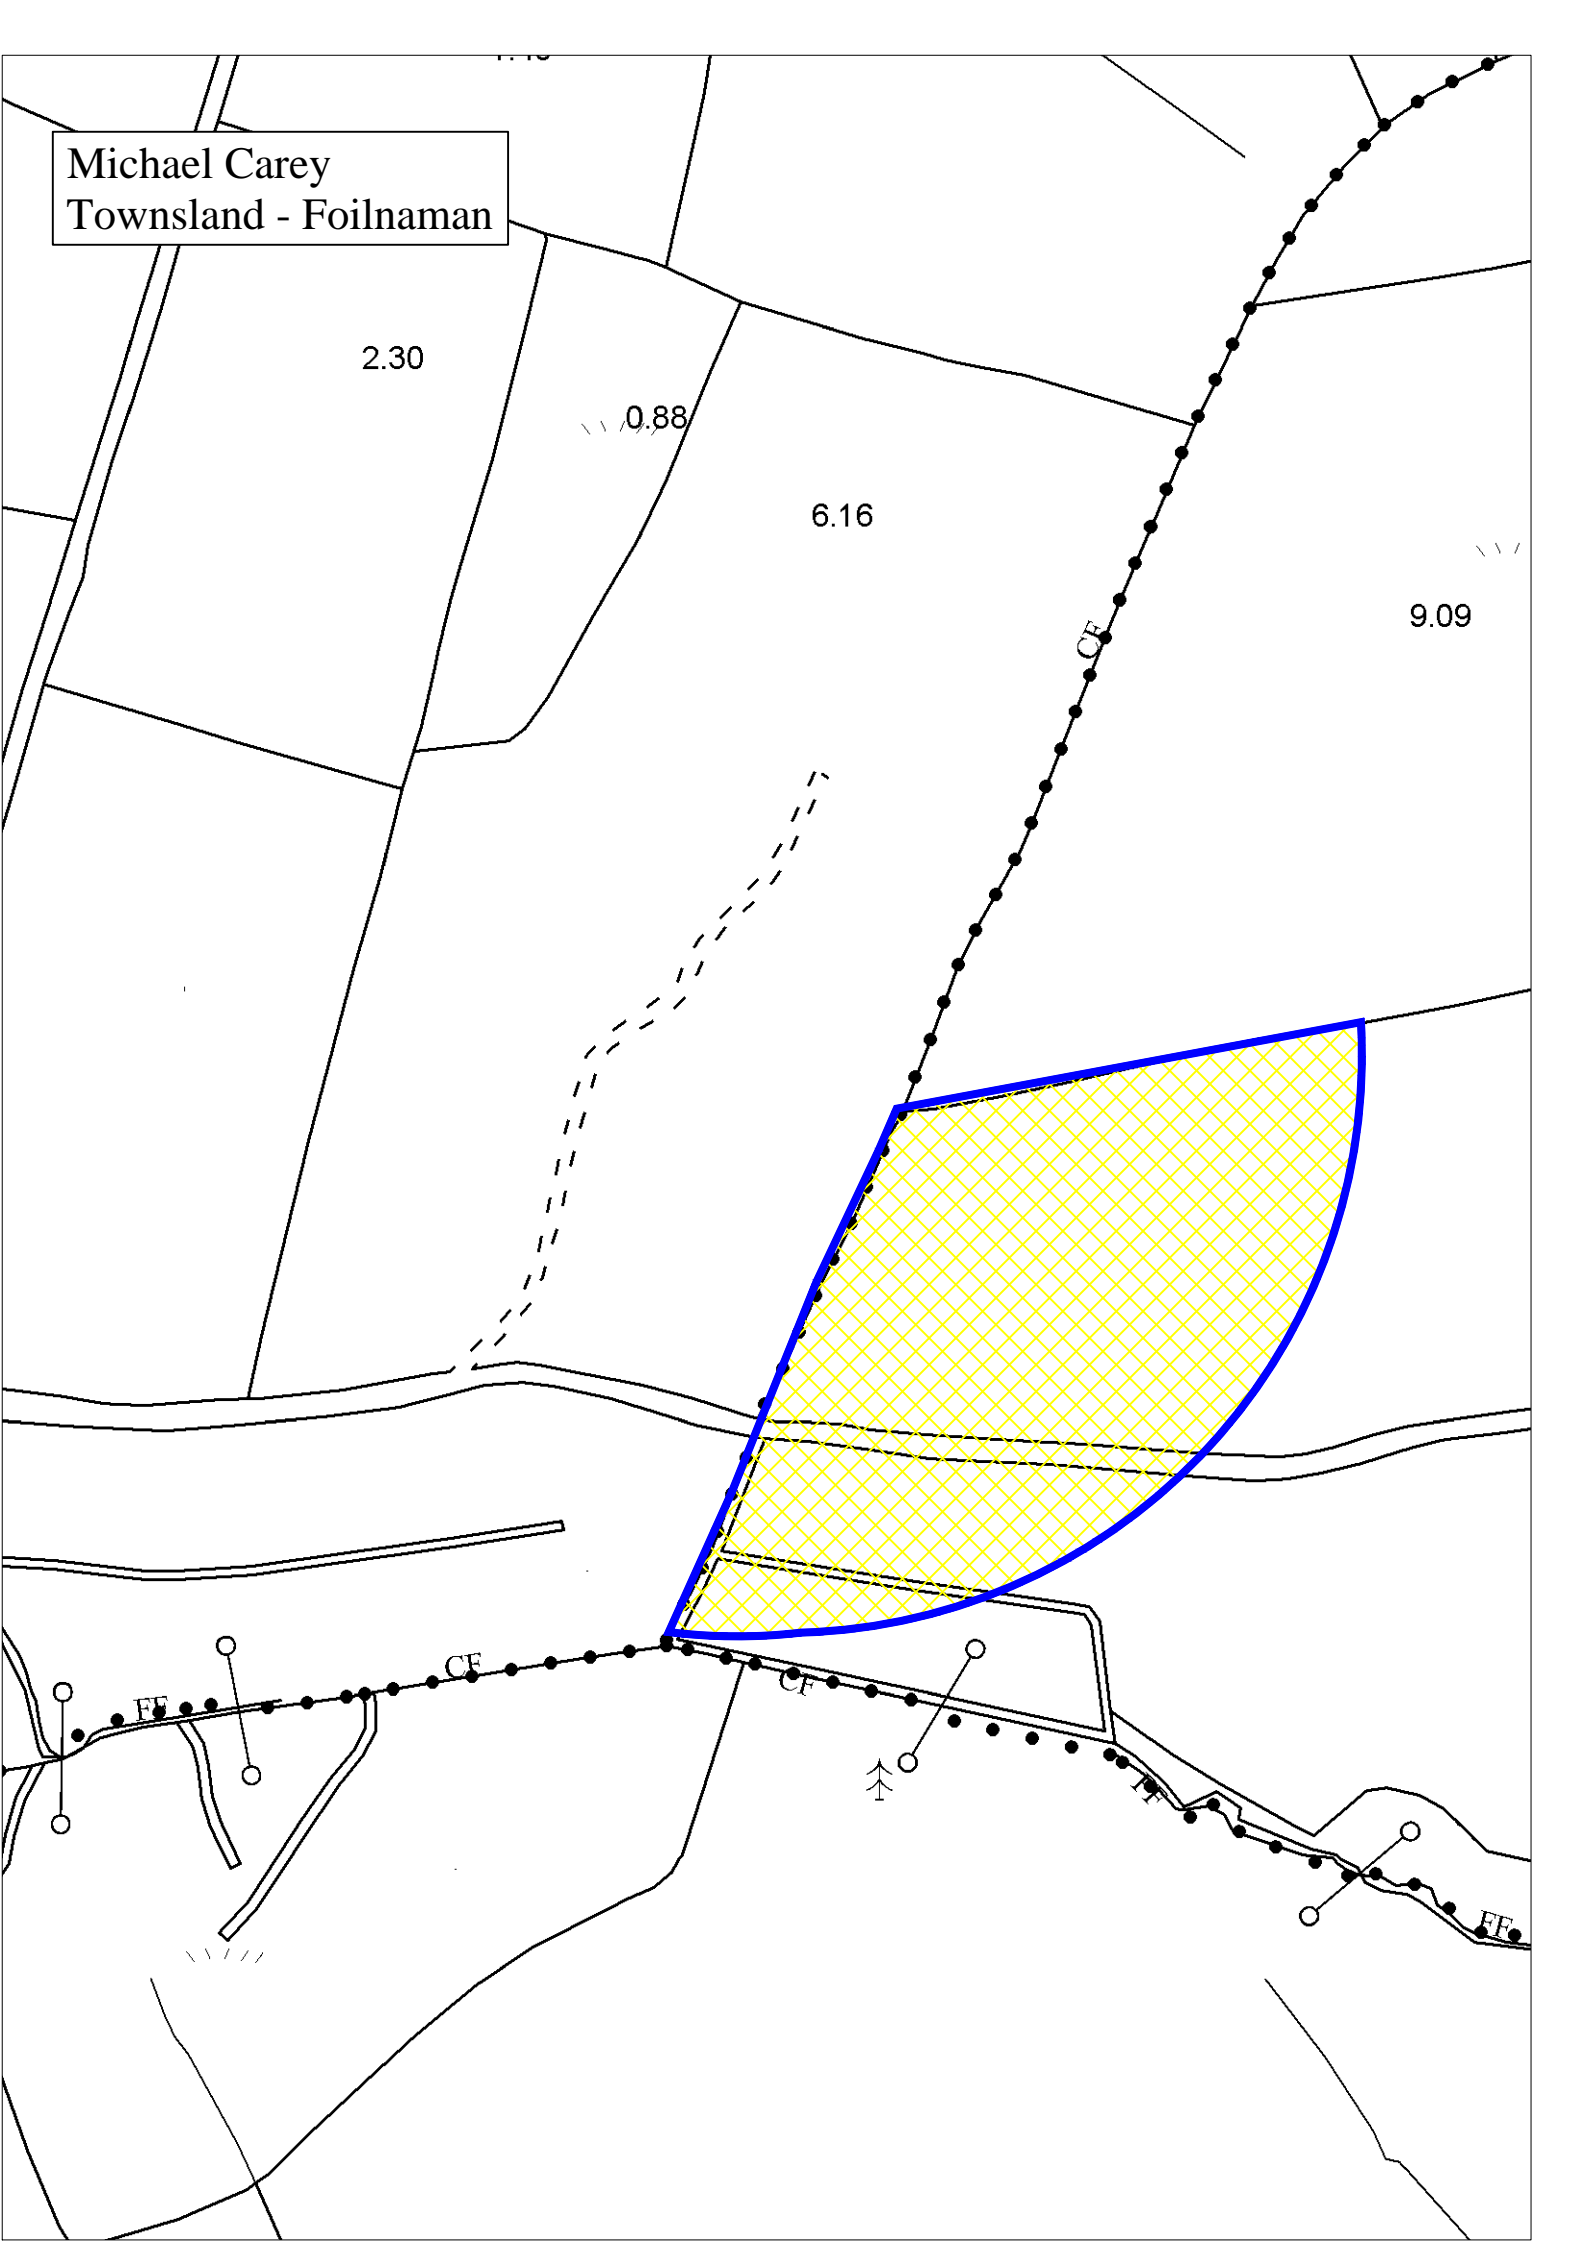 Michael Carey
Townsland - Foilnaman
2.30
0.88
6.16
CF
9.09
CF
CF
FF
FF
FF